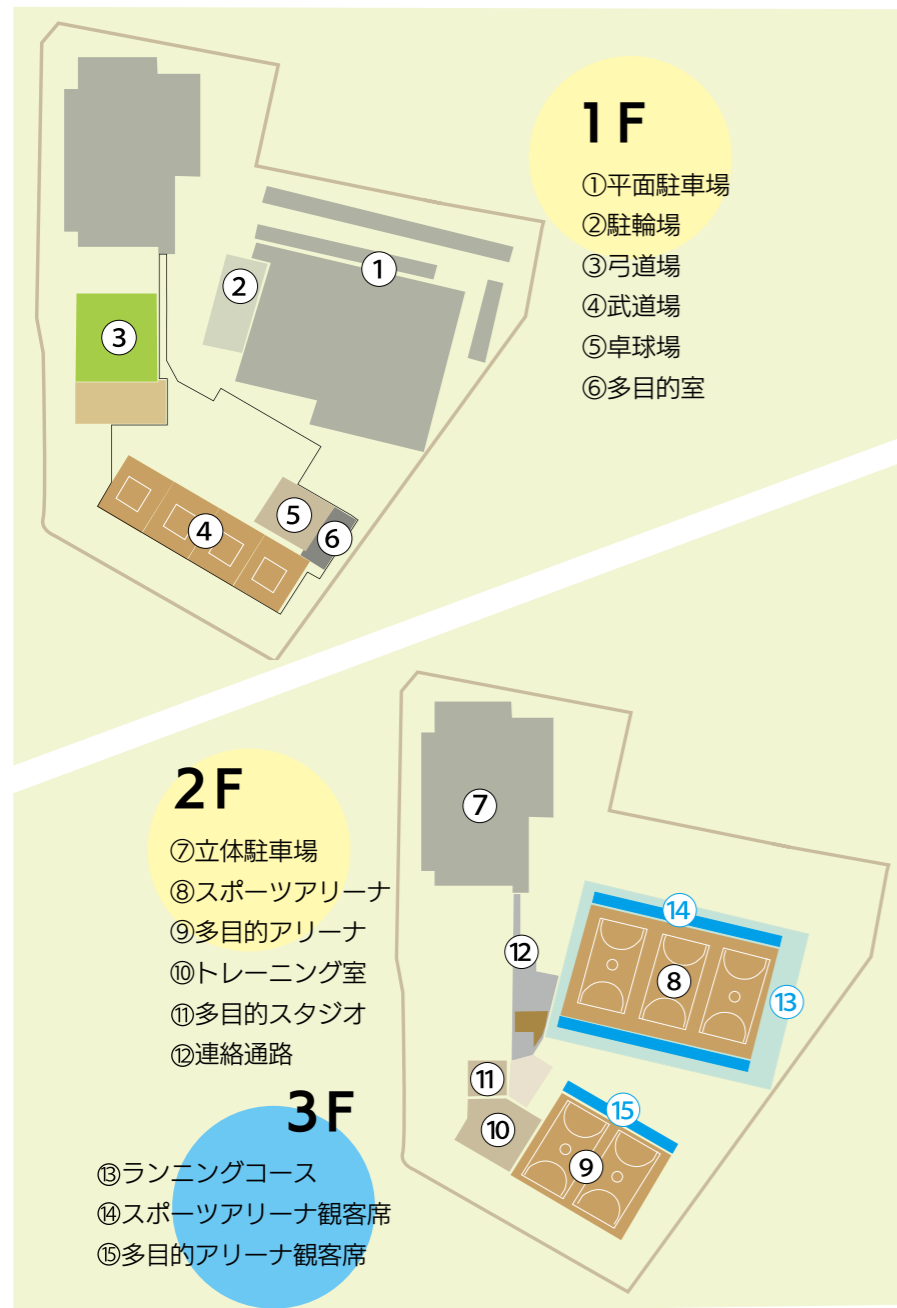 1F
①平面駐車場
②駐輪場
③弓道場
④武道場
⑤卓球場
⑥多目的室
①
②
③
④
⑤
⑥
2F
⑦立体駐車場
⑧スポーツアリーナ
⑨多目的アリーナ
⑩トレーニング室
⑪多目的スタジオ
⑫連絡通路
3F
⑬ランニングコース
⑭スポーツアリーナ観客席
⑮多目的アリーナ観客席
⑦
⑭
⑫
⑧
⑬
⑪
⑮
⑩
⑨